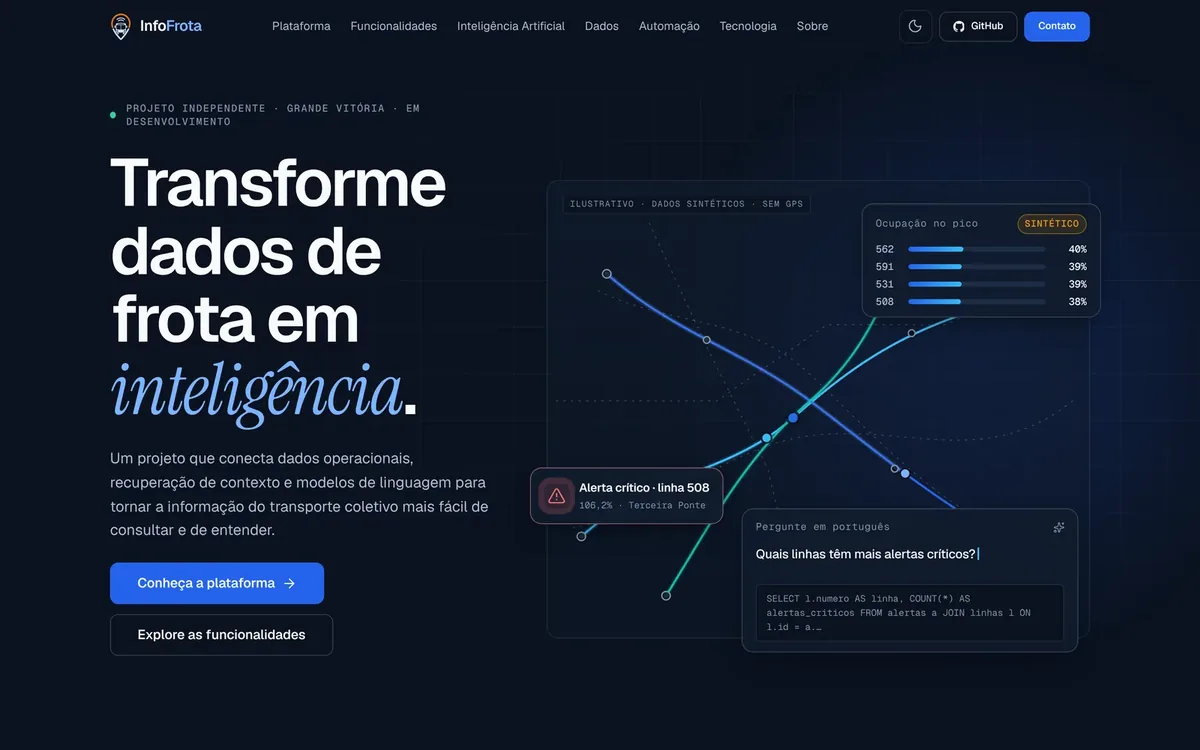 InfoFrota
Plataforma
Funcionalidades
Inteligência Artificial
Dados
Automação
Tecnologia
Sobre
GitHub
Contato
PROJETO INDEPENDENTE · GRANDE VITÓRIA · EM
DESENVOLVIMENTO
Transforme
dados de
frota em
inteligência.
Um projeto que conecta dados operacionais,
recuperação de contexto e modelos de linguagem para
tornar a informação do transporte coletivo mais fácil de
consultar e de entender.
Conheça a plataforma →
Explore as funcionalidades
ILUSTRATIVO · DADOS SINTÉTICOS · SEM GPS
Ocupação no pico
SINTÉTICO
562 40%
591 39%
531 39%
508 38%
Alerta crítico · linha 508
106,2% · Terceira Ponte
Pergunte em português
Quais linhas têm mais alertas críticos?
SELECT l.numero AS linha, COUNT(*) AS
alertas_criticos FROM alertas a JOIN linhas l ON
l.id = a.…